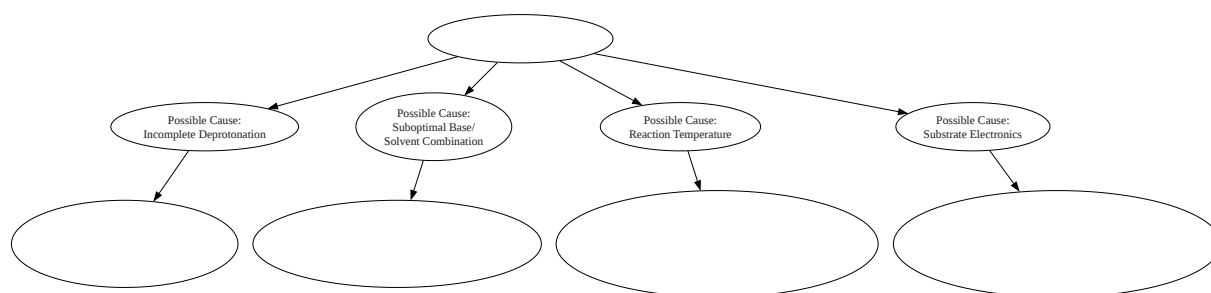 Possible Cause:
Incomplete Deprotonation
Possible Cause:
Suboptimal Base/
Solvent Combination
Possible Cause:
Reaction Temperature
Possible Cause:
Substrate Electronics